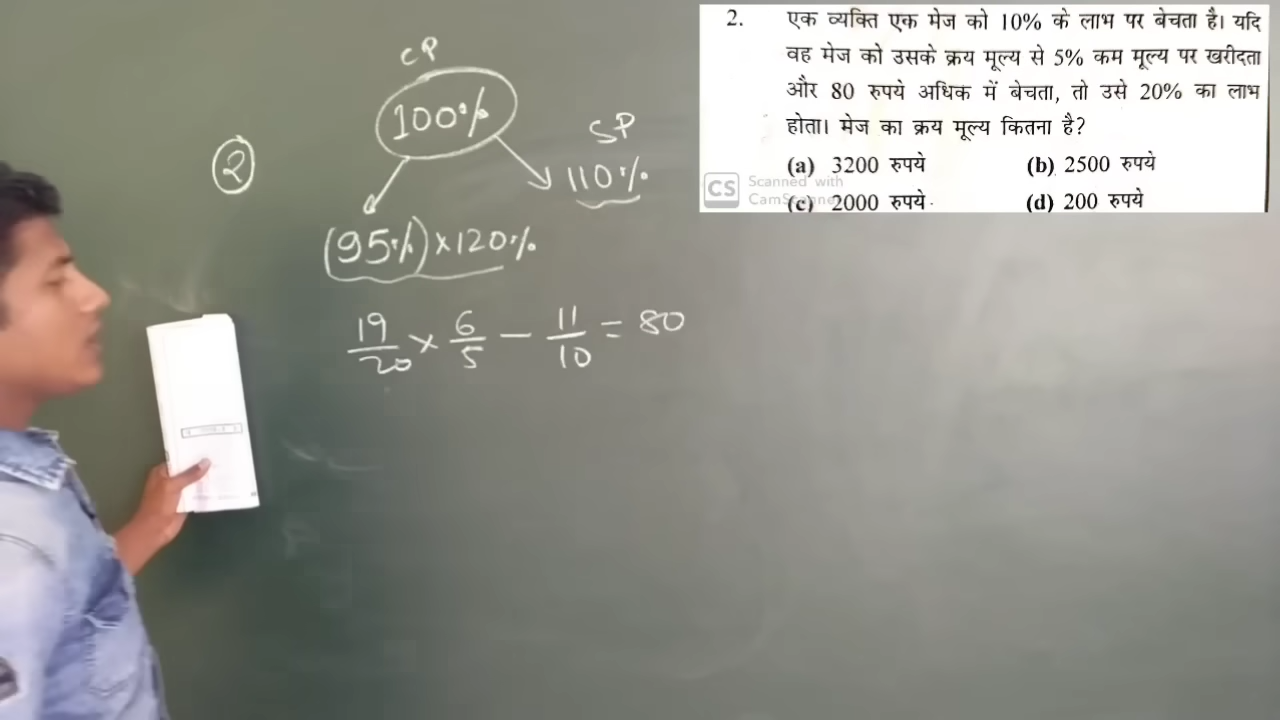 2. एक व्यक्ति एक मेज को 10% के लाभ पर बेचता है। यदि
वह मेज को उसके क्रय मूल्य से 5% कम मूल्य पर खरीदता
और 80 रुपये अधिक में बेचता, तो उसे 20% का लाभ
होता। मेज का क्रय मूल्य कितना है?
(a) 3200 रुपये (b) 2500 रुपये
(c) 2000 रुपये (d) 200 रुपये
CS Scanned with
CamScanner
CP
100%
SP
2
110%
(95%) × 120%
19/20 × 6/5 − 11/10 = 80